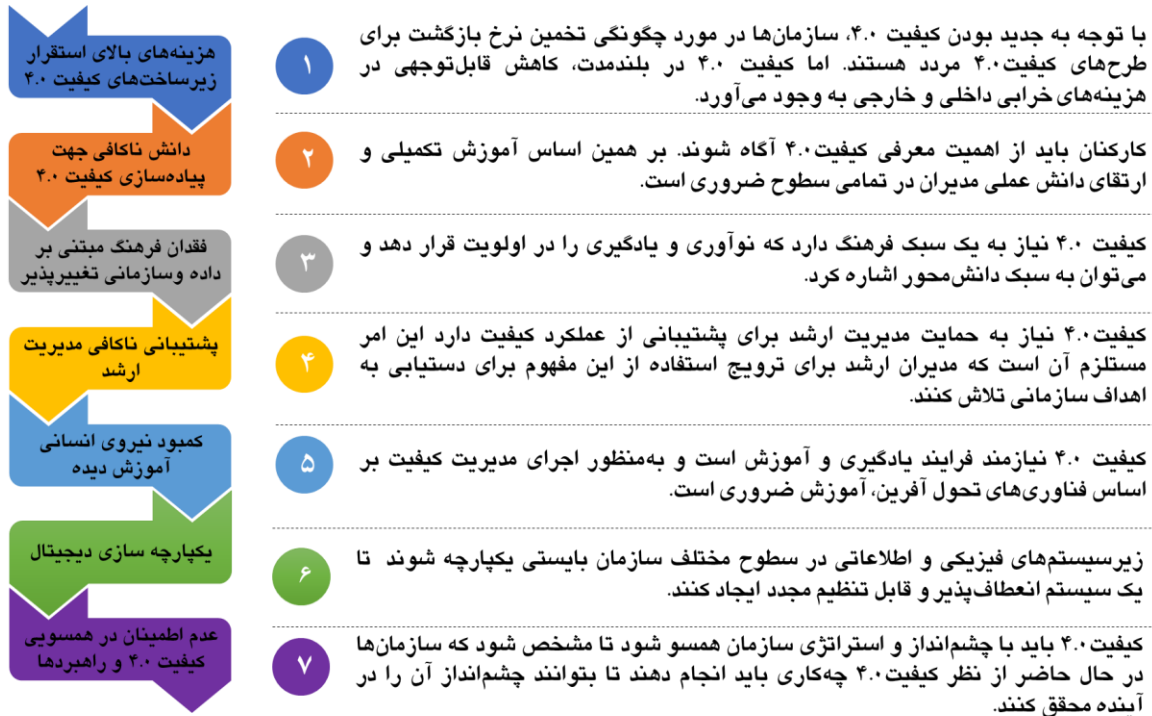 هزینه‌های بالای استقرار
زیرساخت‌های کیفیت ۴.۰
۱
با توجه به جدید بودن کیفیت ۴.۰، سازمان‌ها در مورد چگونگی تخمین نرخ بازگشت برای
طرح‌های کیفیت۴.۰ مردد هستند. اما کیفیت ۴.۰ در بلندمدت، کاهش قابل‌توجهی در
هزینه‌های خرابی داخلی و خارجی به وجود می‌آورد.
دانش ناکافی جهت
پیاده‌سازی کیفیت ۴.۰
۲
کارکنان باید از اهمیت معرفی کیفیت۴.۰ آگاه شوند. بر همین اساس آموزش تکمیلی و
ارتقای دانش عملی مدیران در تمامی سطوح ضروری است.
فقدان فرهنگ مبتنی بر
داده وسازمانی تغییرپذیر
۳
کیفیت ۴.۰ نیاز به یک سبک فرهنگ دارد که نوآوری و یادگیری را در اولویت قرار دهد و
می‌توان به سبک دانش‌محور اشاره کرد.
پشتیبانی ناکافی مدیریت
ارشد
۴
کیفیت۴.۰ نیاز به حمایت مدیریت ارشد برای پشتیبانی از عملکرد کیفیت دارد این امر
مستلزم آن است که مدیران ارشد برای ترویج استفاده از این مفهوم برای دستیابی به
اهداف سازمانی تلاش کنند.
کمبود نیروی انسانی
آموزش دیده
۵
کیفیت ۴.۰ نیازمند فرایند یادگیری و آموزش است و به‌منظور اجرای مدیریت کیفیت بر
اساس فناوری‌های تحول آفرین، آموزش ضروری است.
یکپارچه سازی دیجیتال
۶
زیرسیستم‌های فیزیکی و اطلاعاتی در سطوح مختلف سازمان بایستی یکپارچه شوند تا
یک سیستم انعطاف‌پذیر و قابل تنظیم مجدد ایجاد کنند.
عدم اطمینان در همسویی
کیفیت ۴.۰ و راهبردها
۷
کیفیت۴.۰ باید با چشم‌انداز و استراتژی سازمان همسو شود تا مشخص شود که سازمان‌ها
در حال حاضر از نظر کیفیت۴.۰ چه‌کاری باید انجام دهند تا بتوانند چشم‌انداز آن را در
آینده محقق کنند.